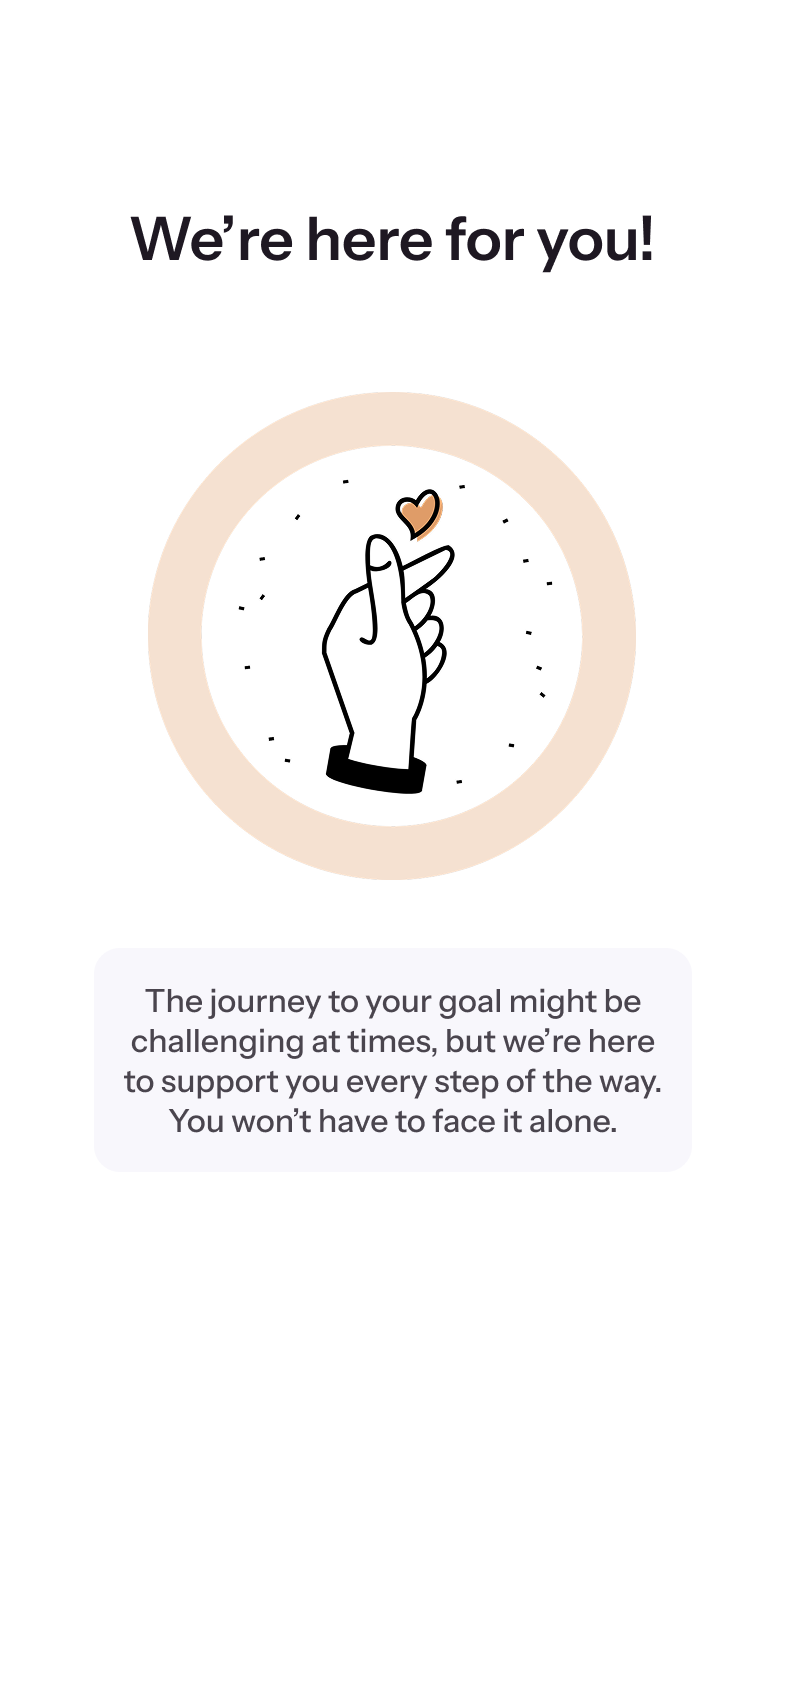 We’re here for you!
The journey to your goal might be
challenging at times, but we’re here
to support you every step of the way.
You won’t have to face it alone.